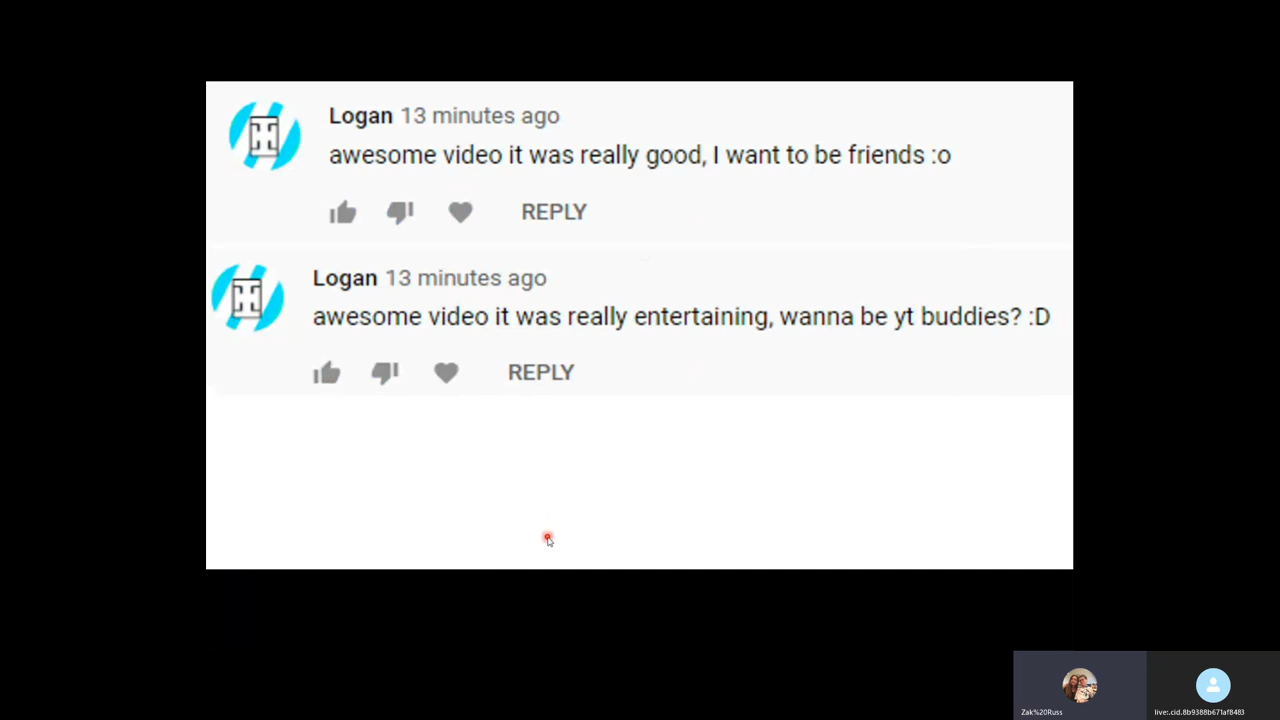 Logan 13 minutes ago
awesome video it was really good, I want to be friends :o
REPLY
Logan 13 minutes ago
awesome video it was really entertaining, wanna be yt buddies? :D
REPLY
Zak%20Russ
live:.cid.8b9388b671af8483